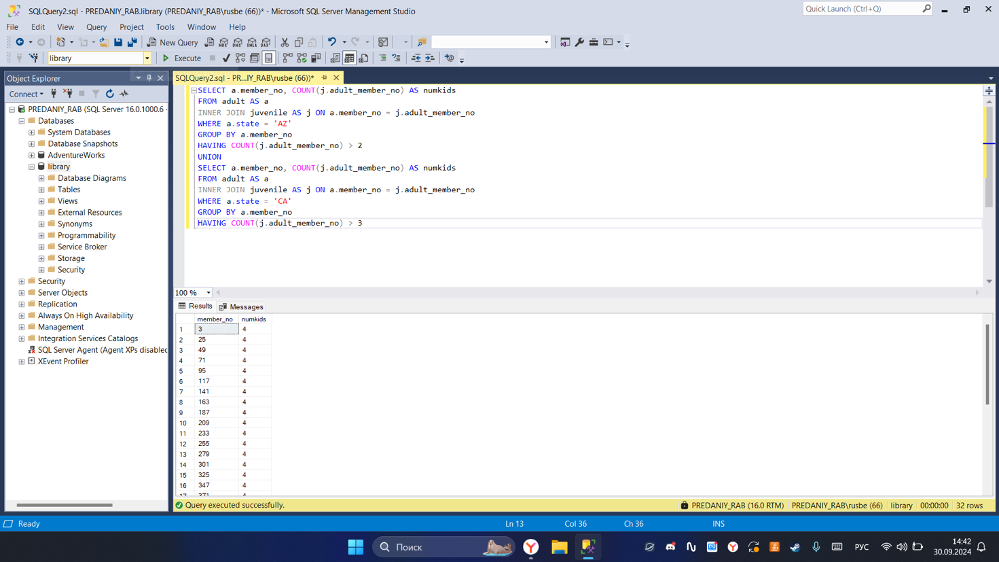 SQLQuery2.sql - PREDANIY_RAB.library (PREDANIY_RAB\rusbe (66))* - Microsoft SQL Server Management Studio
Quick Launch (Ctrl+Q)
File Edit View Query Project Tools Window Help
New Query
MDX DMX XMLA DAX
library
Execute
Object Explorer
SQLQuery2.sql - PR...IY_RAB\rusbe (66))*
Connect
PREDANIY_RAB (SQL Server 16.0.1000.6 -
Databases
System Databases
Database Snapshots
AdventureWorks
library
Database Diagrams
Tables
Views
External Resources
Synonyms
Programmability
Service Broker
Storage
Security
Security
Server Objects
Replication
Always On High Availability
Management
Integration Services Catalogs
SQL Server Agent (Agent XPs disabled
XEvent Profiler
SELECT a.member_no, COUNT(j.adult_member_no) AS numkids
FROM adult AS a
INNER JOIN juvenile AS j ON a.member_no = j.adult_member_no
WHERE a.state = 'AZ'
GROUP BY a.member_no
HAVING COUNT(j.adult_member_no) > 2
UNION
SELECT a.member_no, COUNT(j.adult_member_no) AS numkids
FROM adult AS a
INNER JOIN juvenile AS j ON a.member_no = j.adult_member_no
WHERE a.state = 'CA'
GROUP BY a.member_no
HAVING COUNT(j.adult_member_no) > 3
100 %
Results Messages
member_no numkids
1 3 4
2 25 4
3 49 4
4 71 4
5 95 4
6 117 4
7 141 4
8 163 4
9 187 4
10 209 4
11 233 4
12 255 4
13 279 4
14 301 4
15 325 4
16 347 4
17 371 4
Query executed successfully.
PREDANIY_RAB (16.0 RTM) PREDANIY_RAB\rusbe (66) library 00:00:00 32 rows
Ready
Ln 13 Col 36 Ch 36 INS
Поиск
РУС
14:42
30.09.2024